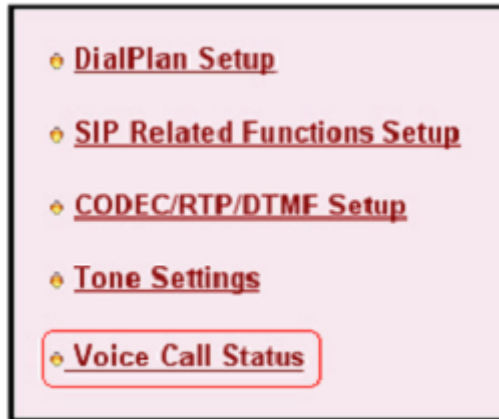 DialPlan Setup
SIP Related Functions Setup
CODEC/RTP/DTMF Setup
Tone Settings
Voice Call Status